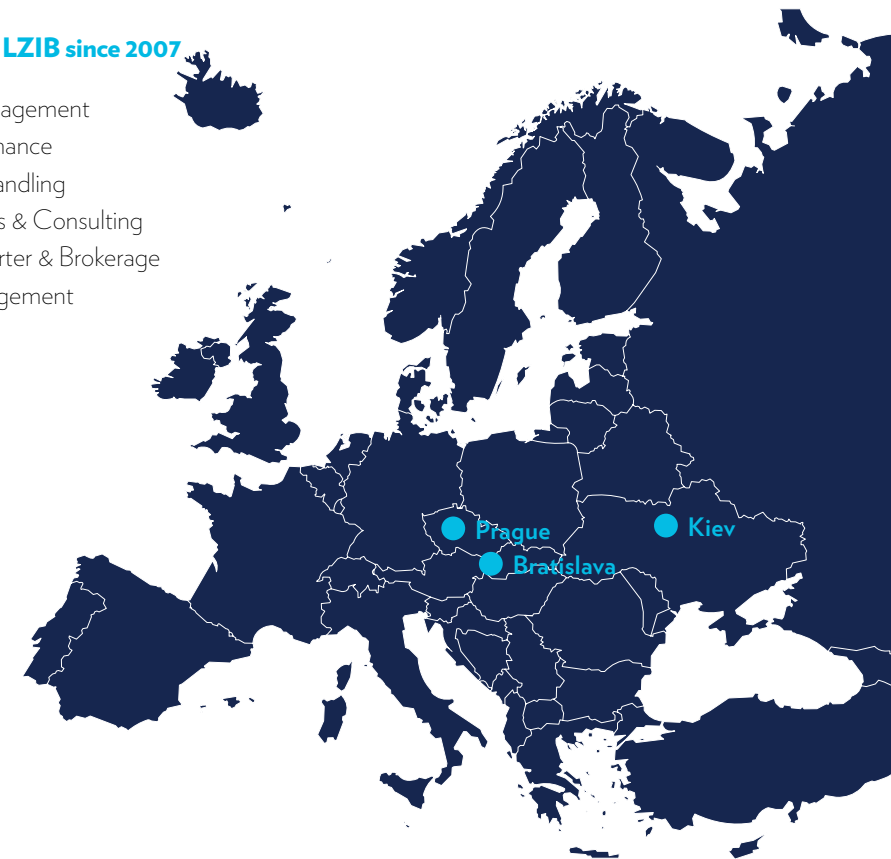 LZIB since 2007
agement
nance
andling
s & Consulting
rter & Brokerage
gement
Prague
Kiev
Bratislava